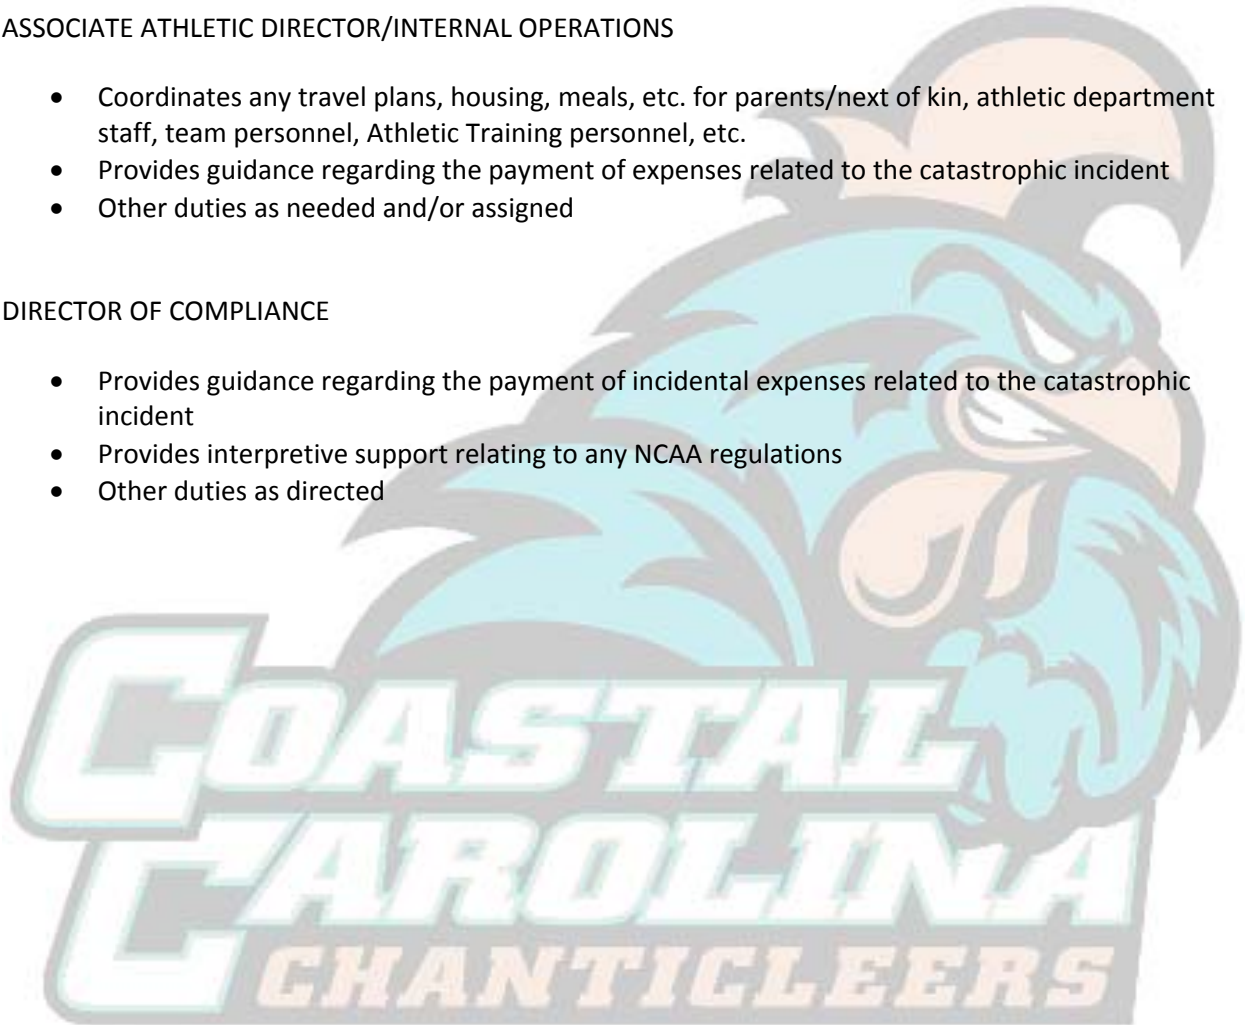 ASSOCIATE ATHLETIC DIRECTOR/INTERNAL OPERATIONS
• Coordinates any travel plans, housing, meals, etc. for parents/next of kin, athletic department
staff, team personnel, Athletic Training personnel, etc.
• Provides guidance regarding the payment of expenses related to the catastrophic incident
• Other duties as needed and/or assigned
DIRECTOR OF COMPLIANCE
• Provides guidance regarding the payment of incidental expenses related to the catastrophic
incident
• Provides interpretive support relating to any NCAA regulations
• Other duties as directed
COASTAL
CAROLINA
CHANTICLEERS